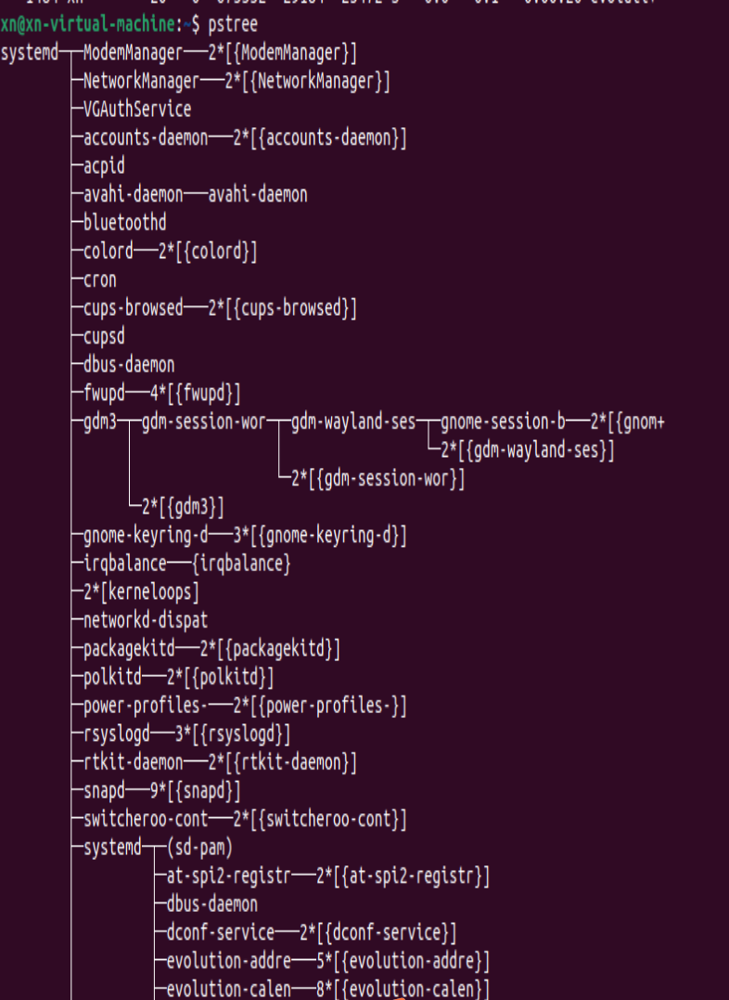 xn@xn-virtual-machine:~$ pstree
systemd─┬─ModemManager───2*[{ModemManager}]
        ├─NetworkManager───2*[{NetworkManager}]
        ├─VGAuthService
        ├─accounts-daemon───2*[{accounts-daemon}]
        ├─acpid
        ├─avahi-daemon───avahi-daemon
        ├─bluetoothd
        ├─colord───2*[{colord}]
        ├─cron
        ├─cups-browsed───2*[{cups-browsed}]
        ├─cupsd
        ├─dbus-daemon
        ├─fwupd───4*[{fwupd}]
        ├─gdm3─┬─gdm-session-wor─┬─gdm-wayland-ses─┬─gnome-session-b───2*[{gnom+
        │      │                 │                 └─2*[{gdm-wayland-ses}]
        │      │                 └─2*[{gdm-session-wor}]
        │      └─2*[{gdm3}]
        ├─gnome-keyring-d───3*[{gnome-keyring-d}]
        ├─irqbalance───{irqbalance}
        ├─2*[kerneloops]
        ├─networkd-dispat
        ├─packagekitd───2*[{packagekitd}]
        ├─polkitd───2*[{polkitd}]
        ├─power-profiles-───2*[{power-profiles-}]
        ├─rsyslogd───3*[{rsyslogd}]
        ├─rtkit-daemon───2*[{rtkit-daemon}]
        ├─snapd───9*[{snapd}]
        ├─switcheroo-cont───2*[{switcheroo-cont}]
        ├─systemd─┬─(sd-pam)
        │         ├─at-spi2-registr───2*[{at-spi2-registr}]
        │         ├─dbus-daemon
        │         ├─dconf-service───2*[{dconf-service}]
        │         ├─evolution-addre───5*[{evolution-addre}]
        │         ├─evolution-calen───8*[{evolution-calen}]